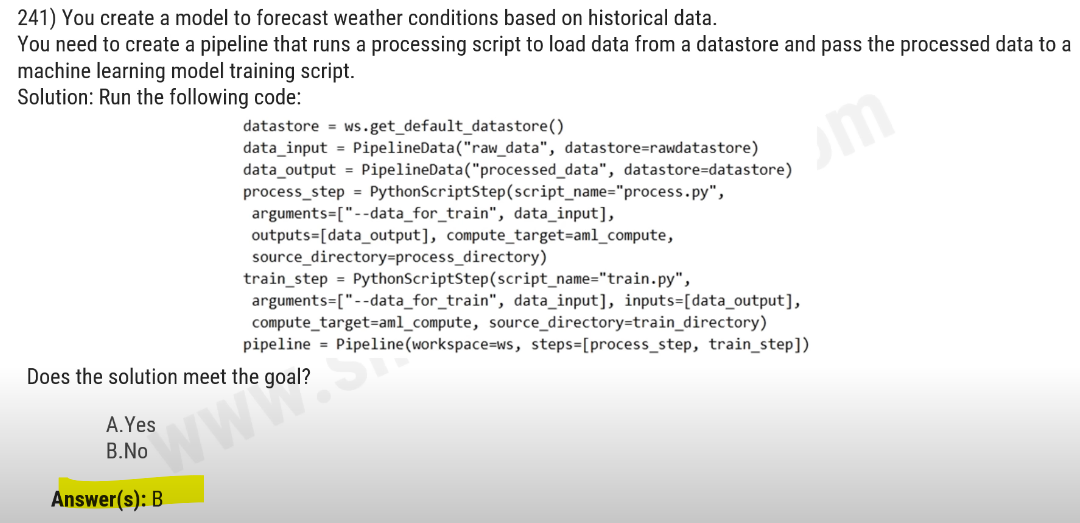 241) You create a model to forecast weather conditions based on historical data.
You need to create a pipeline that runs a processing script to load data from a datastore and pass the processed data to a
machine learning model training script.
Solution: Run the following code:
datastore = ws.get_default_datastore()
data_input = PipelineData("raw_data", datastore=rawdatastore)
data_output = PipelineData("processed_data", datastore=datastore)
process_step = PythonScriptStep(script_name="process.py",
arguments=["--data_for_train", data_input],
outputs=[data_output], compute_target=aml_compute,
source_directory=process_directory)
train_step = PythonScriptStep(script_name="train.py",
arguments=["--data_for_train", data_input], inputs=[data_output],
compute_target=aml_compute, source_directory=train_directory)
pipeline = Pipeline(workspace=ws, steps=[process_step, train_step])
Does the solution meet the goal?
A.Yes
B.No
Answer(s): B